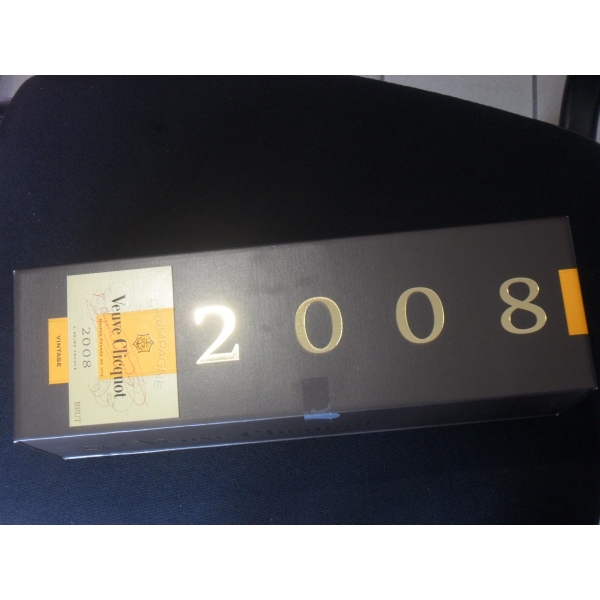 2008
CHAMPAGNE
Veuve Clicquot
2008
BRUT
VINTAGE